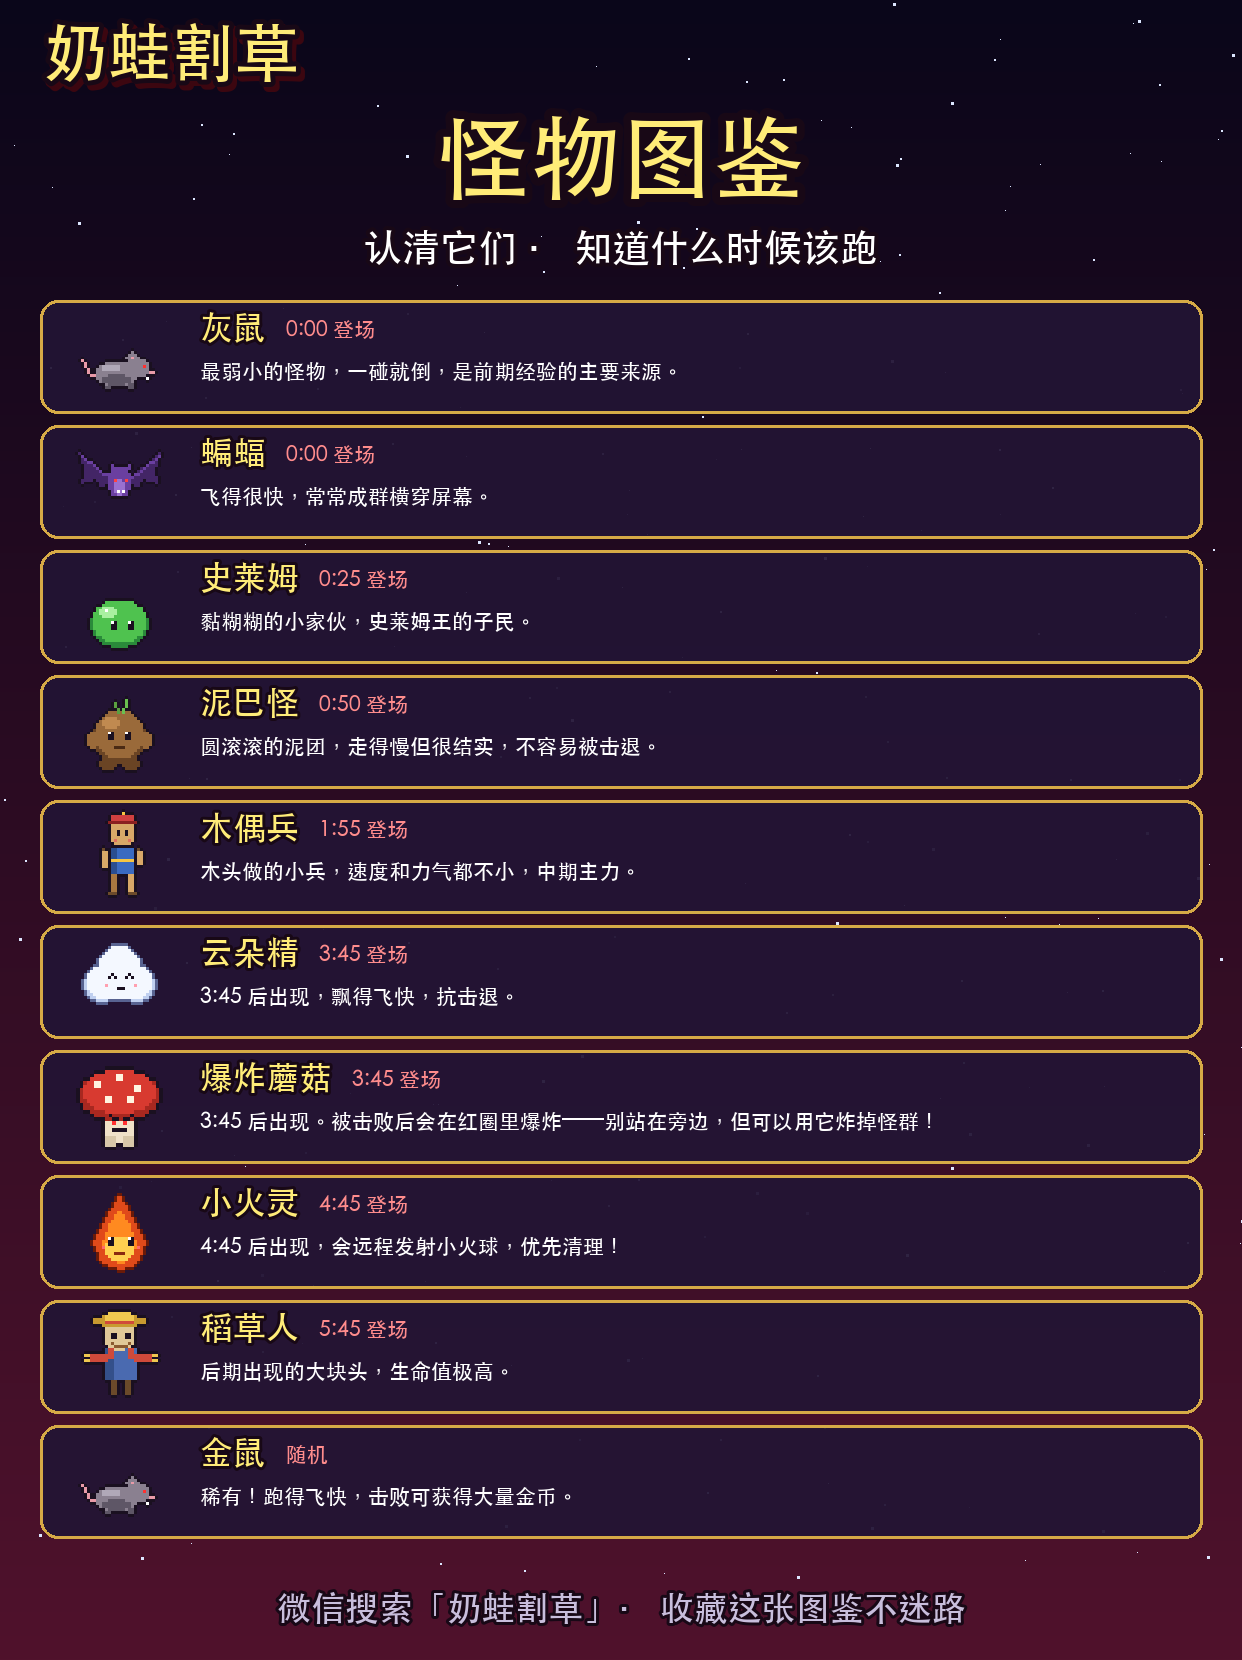 奶蛙割草
怪物图鉴
认清它们 · 知道什么时候该跑
灰鼠 0:00 登场
最弱小的怪物，一碰就倒，是前期经验的主要来源。
蝙蝠 0:00 登场
飞得很快，常常成群横穿屏幕。
史莱姆 0:25 登场
黏糊糊的小家伙，史莱姆王的子民。
泥巴怪 0:50 登场
圆滚滚的泥团，走得慢但很结实，不容易被击退。
木偶兵 1:55 登场
木头做的小兵，速度和力气都不小，中期主力。
云朵精 3:45 登场
3:45 后出现，飘得飞快，抗击退。
爆炸蘑菇 3:45 登场
3:45 后出现。被击败后会在红圈里爆炸——别站在旁边，但可以用它炸掉怪群！
小火灵 4:45 登场
4:45 后出现，会远程发射小火球，优先清理！
稻草人 5:45 登场
后期出现的大块头，生命值极高。
金鼠 随机
稀有！跑得飞快，击败可获得大量金币。
微信搜索「奶蛙割草」· 收藏这张图鉴不迷路